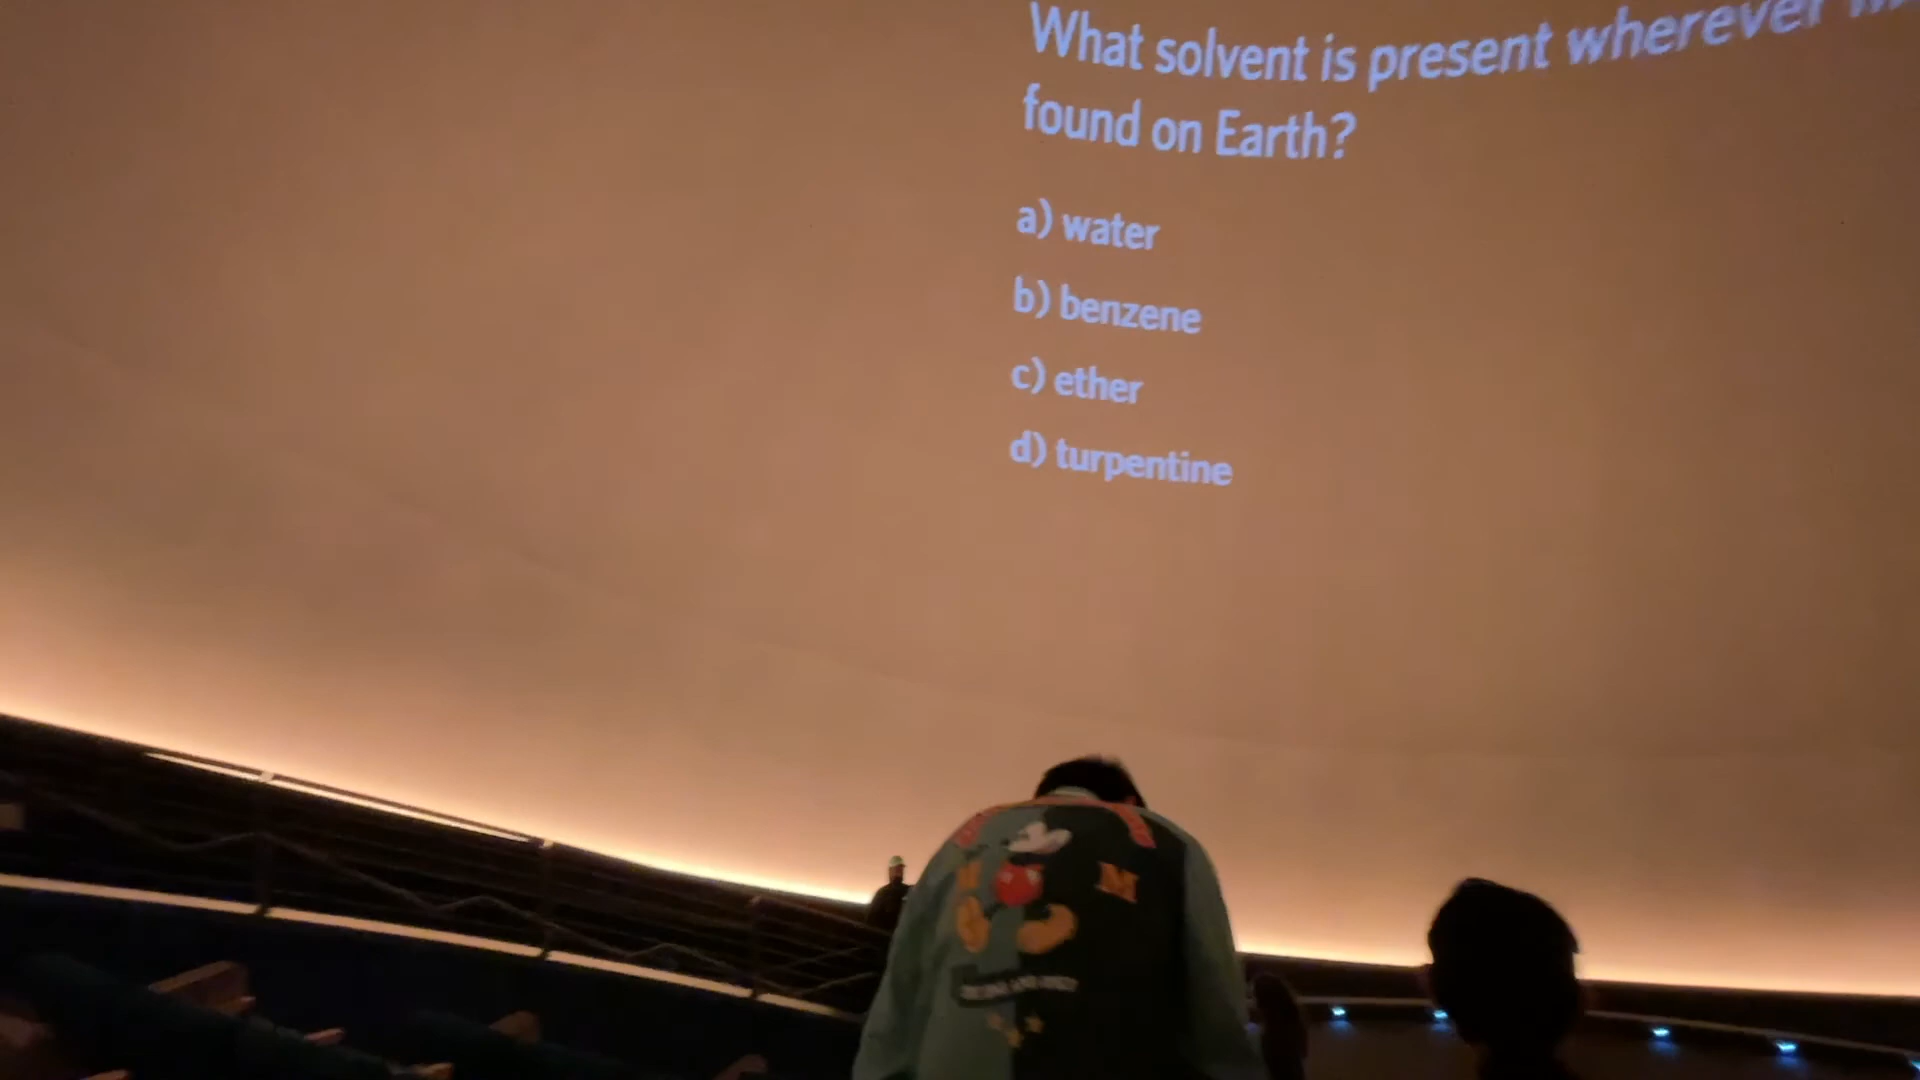 What solvent is present wherever
found on Earth?
a) water
b) benzene
c) ether
d) turpentine
M